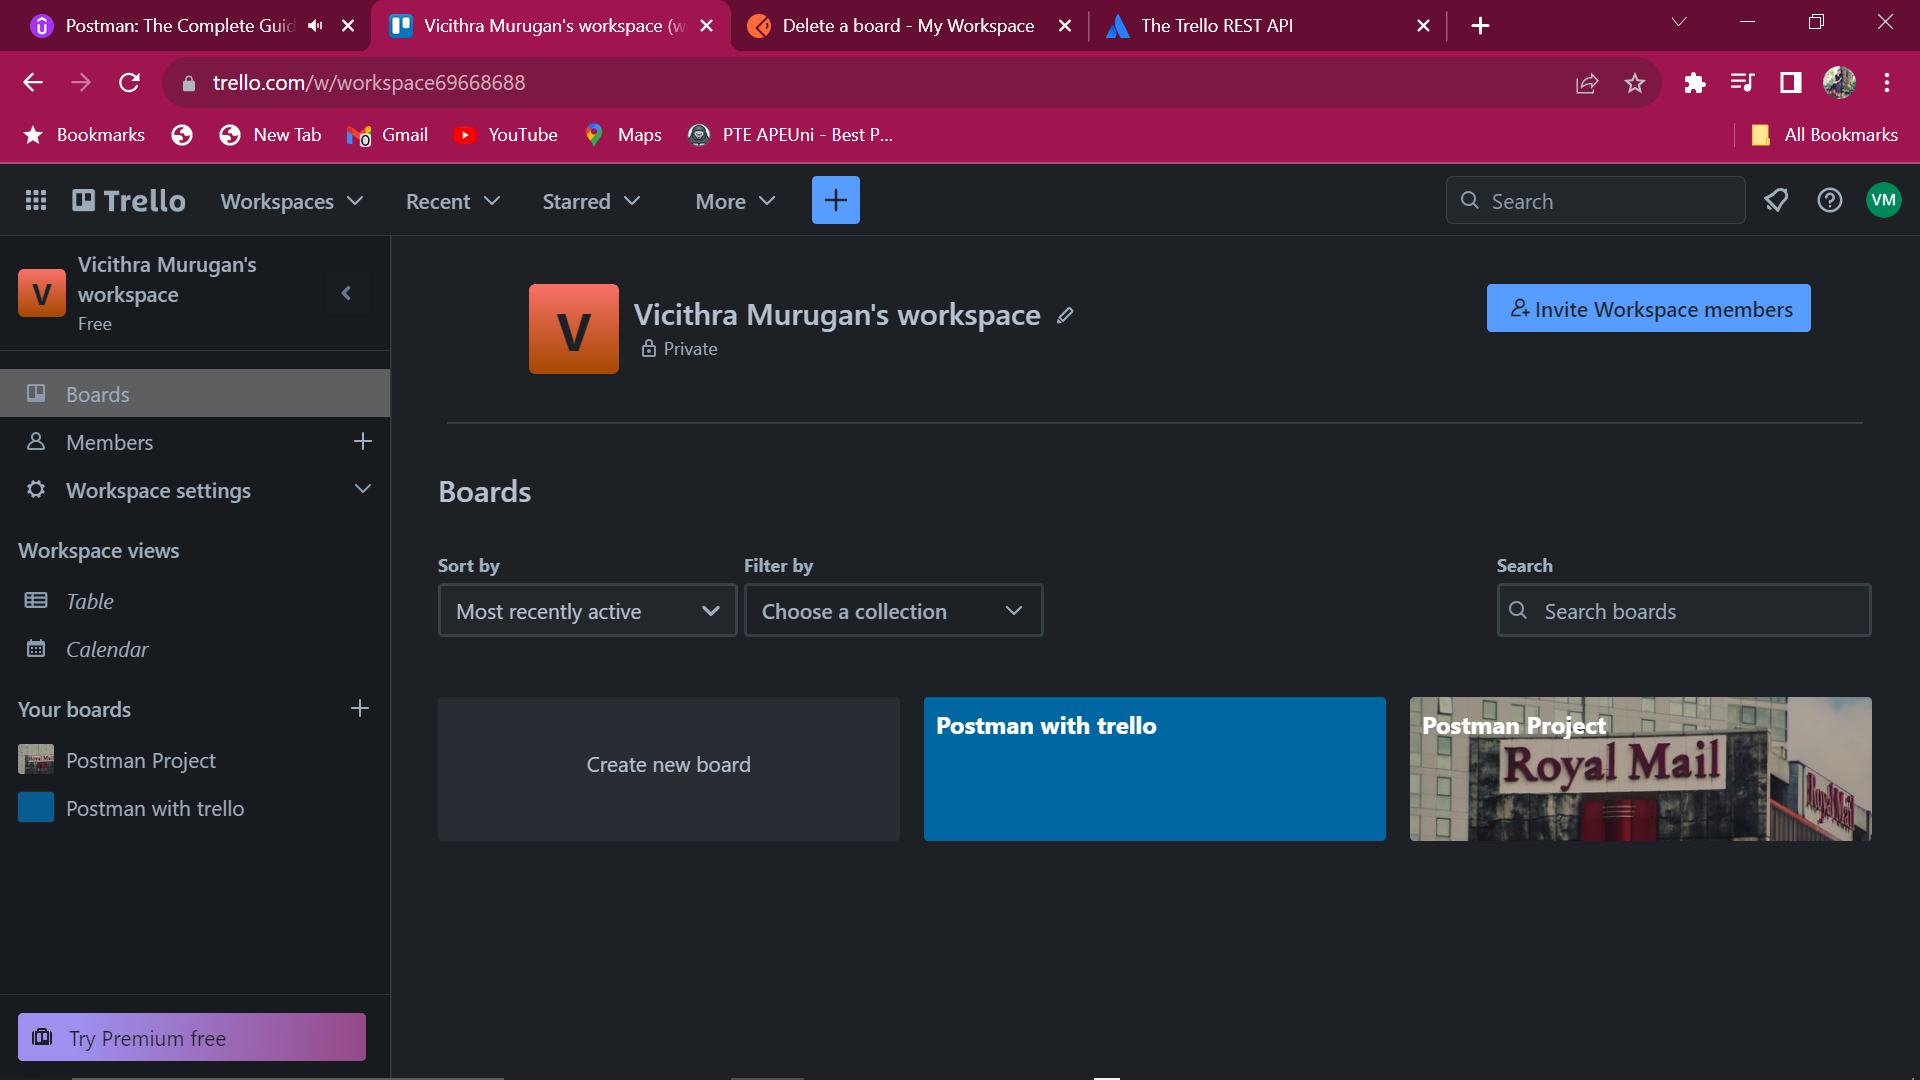 Postman: The Complete Guid
Vicithra Murugan's workspace (w
Delete a board - My Workspace
The Trello REST API
trello.com/w/workspace69668688
Bookmarks
New Tab
0
Gmail
YouTube
Maps
PTE APEUni - Best P...
All Bookmarks
Trello
Workspaces
Recent
Starred
More
Search
VM
V
Vicithra Murugan's
workspace
Free
V
Vicithra Murugan's workspace
Private
Invite Workspace members
Boards
Members
Workspace settings
Workspace views
Table
Calendar
Your boards
Postman Project
Postman with trello
Try Premium free
Boards
Sort by
Filter by
Search
Most recently active
Choose a collection
Search boards
Create new board
Postman with trello
Postman Project
Royal Mail
Royal Mail